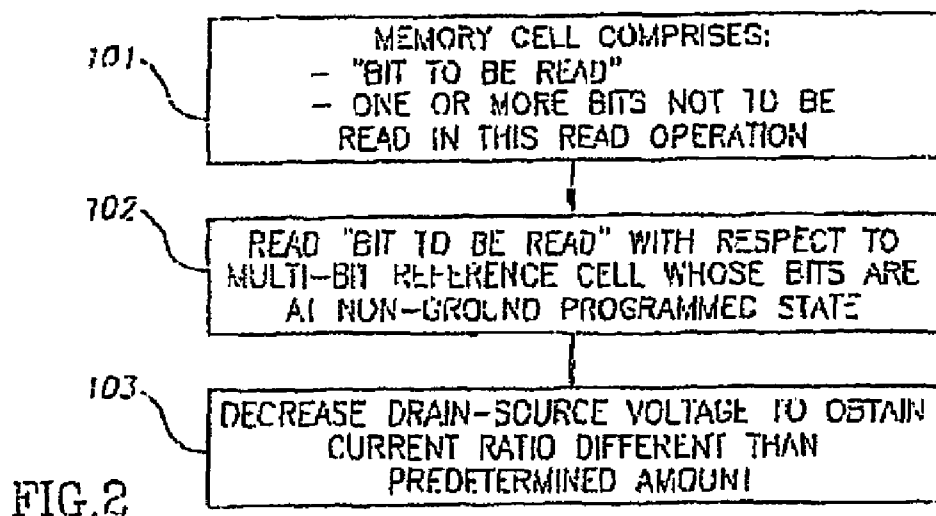 101
MEMORY CELL COMPRISES:
- "BIT TO BE READ"
- ONE OR MORE BITS NOT TO BE
READ IN THIS READ OPERATION
102
READ "BIT TO BE READ" WITH RESPECT TO
MULTI-BIT REFERENCE CELL WHOSE BITS ARE
AT NON-GROUND PROGRAMMED STATE
103
DECREASE DRAIN-SOURCE VOLTAGE TO OBTAIN
CURRENT RATIO DIFFERENT THAN
PREDETERMINED AMOUNT
FIG.2